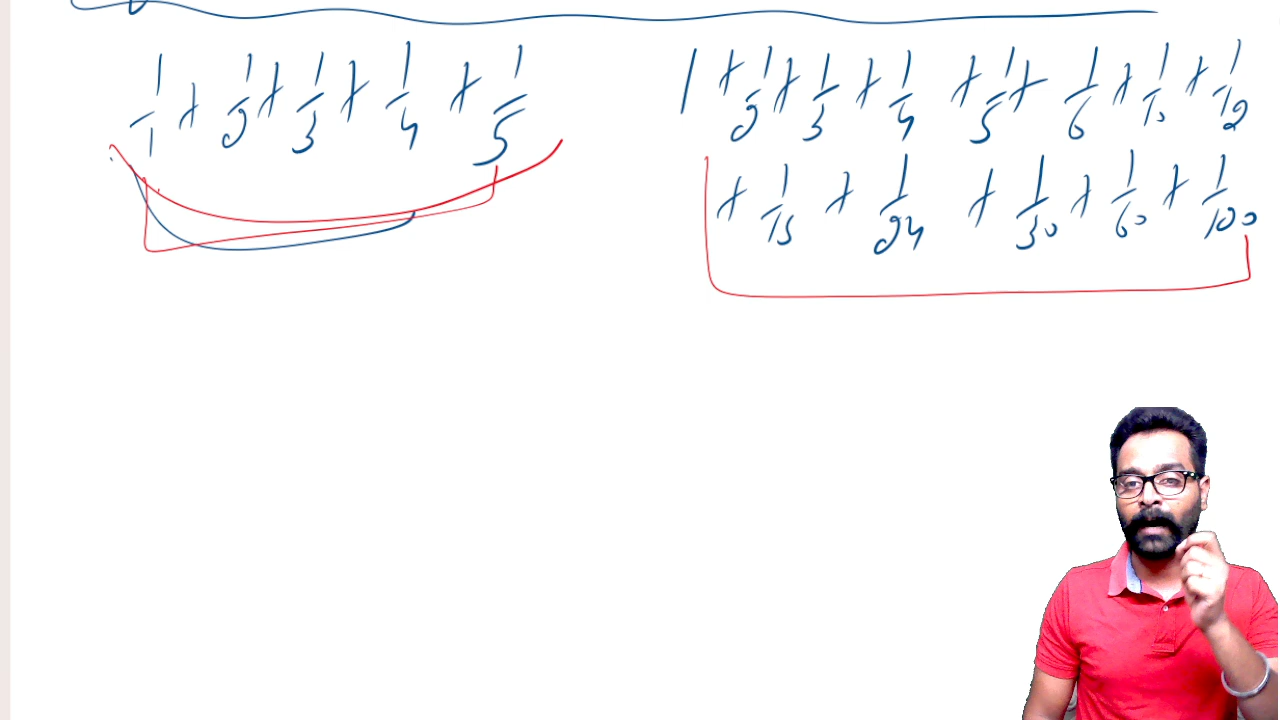 1/1 + 1/2 + 1/3 + 1/4 + 1/5
1 + 1/2 + 1/3 + 1/4 + 1/5 + 1/6 + 1/10 + 1/12
+ 1/15 + 1/24 + 1/30 + 1/60 + 1/100